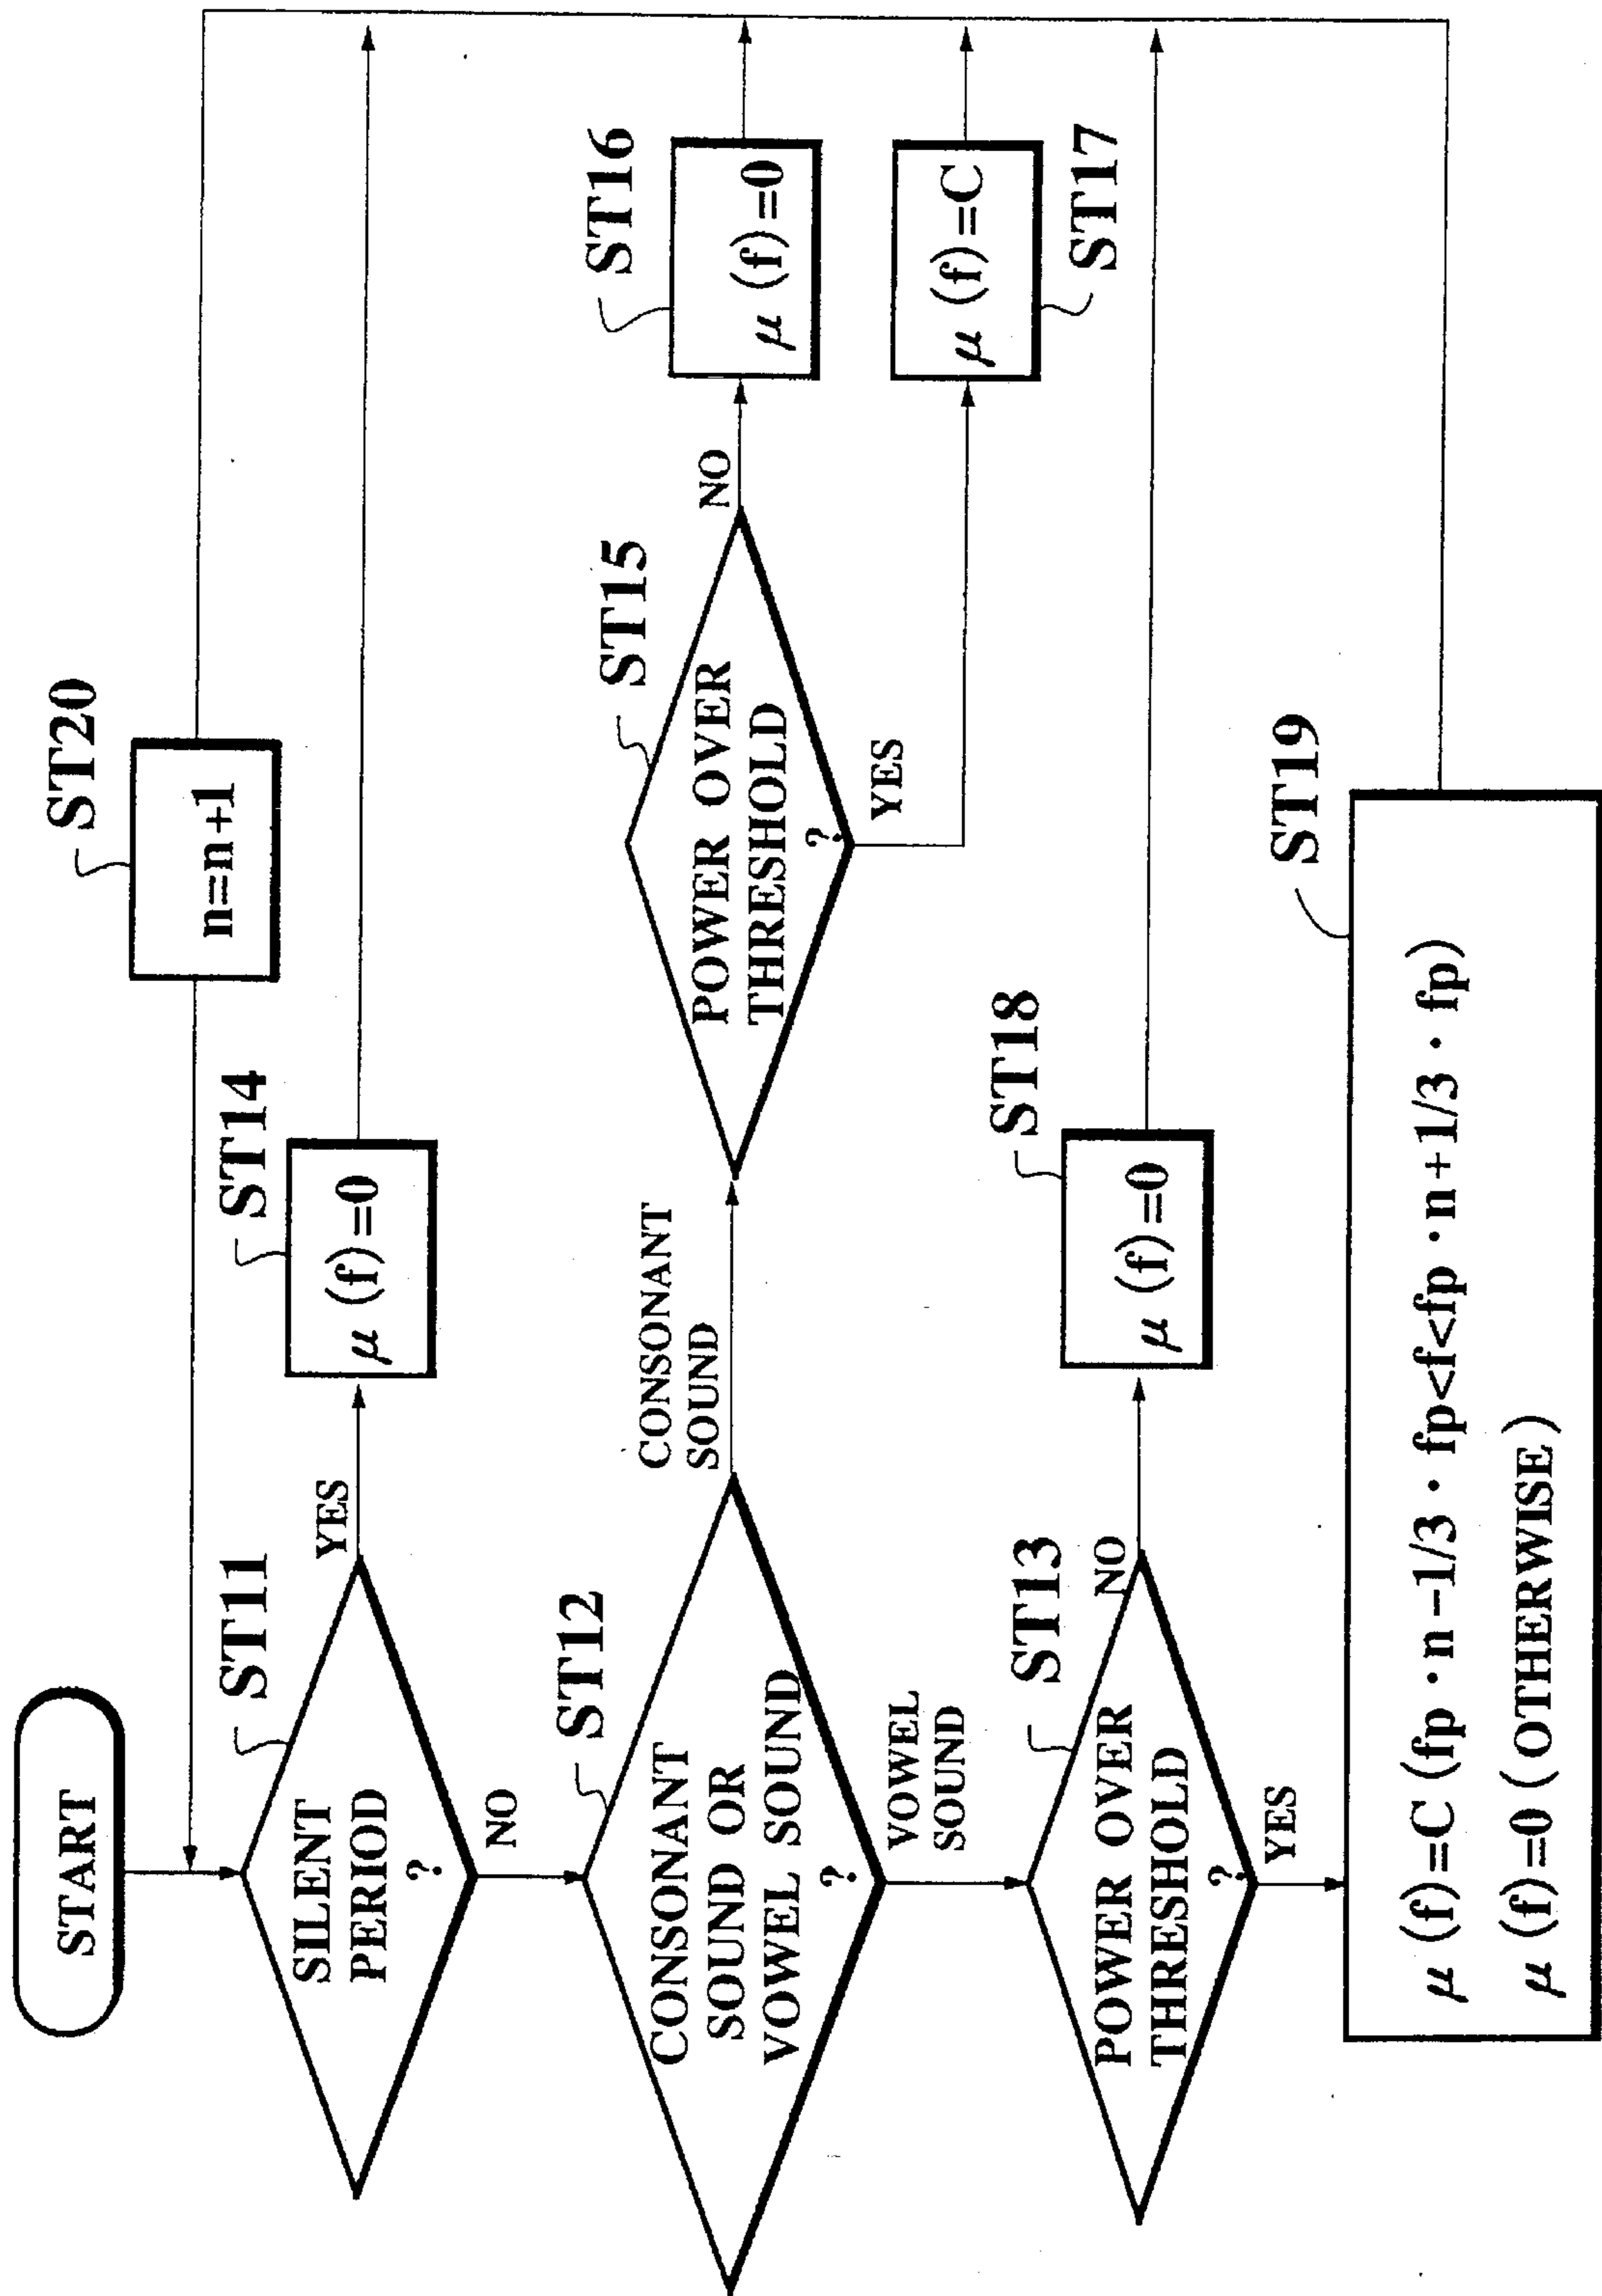 START
ST20
n=n+1
ST11
SILENT
PERIOD
?
YES
ST14
μ (f)=0
NO
ST12
CONSONANT
SOUND OR
VOWEL SOUND
?
CONSONANT
SOUND
ST15
POWER OVER
THRESHOLD
?
NO
ST16
μ (f)=0
YES
μ (f)=C
ST17
VOWEL
SOUND
ST13
POWER OVER
THRESHOLD
?
NO
ST18
μ (f)=0
YES
ST19
μ (f)=C (fp ·n-1/3 · fp<f<fp ·n+1/3 · fp)
μ (f)=0 ( OTHERWISE )